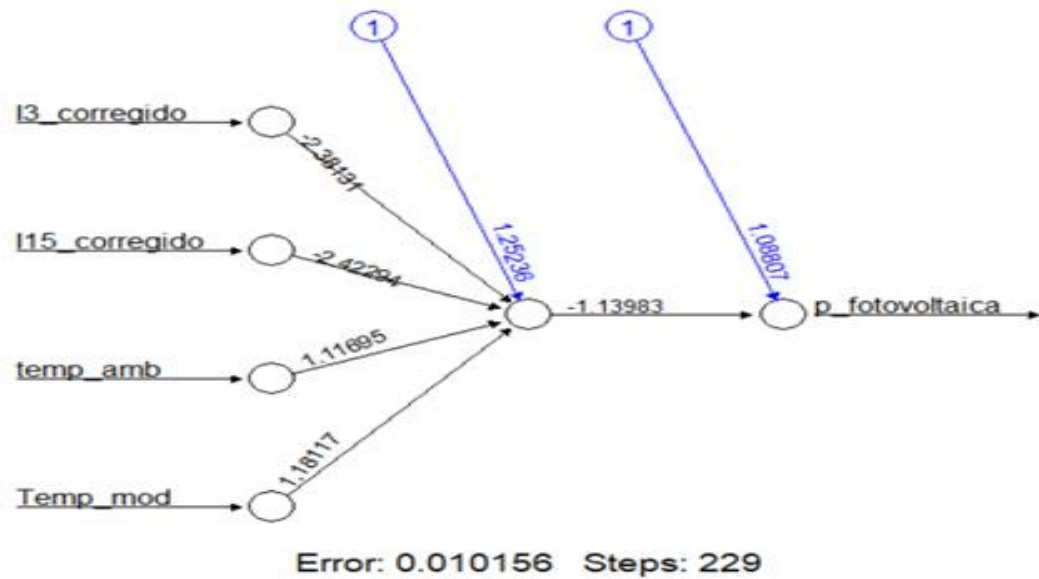 1
1
I3_corregido
-2.38131
I15_corregido
-2.42294
1.25236
1.08807
-1.13983
p_fotovoltaica
temp_amb
1.11695
Temp_mod
1.18117
Error: 0.010156 Steps: 229